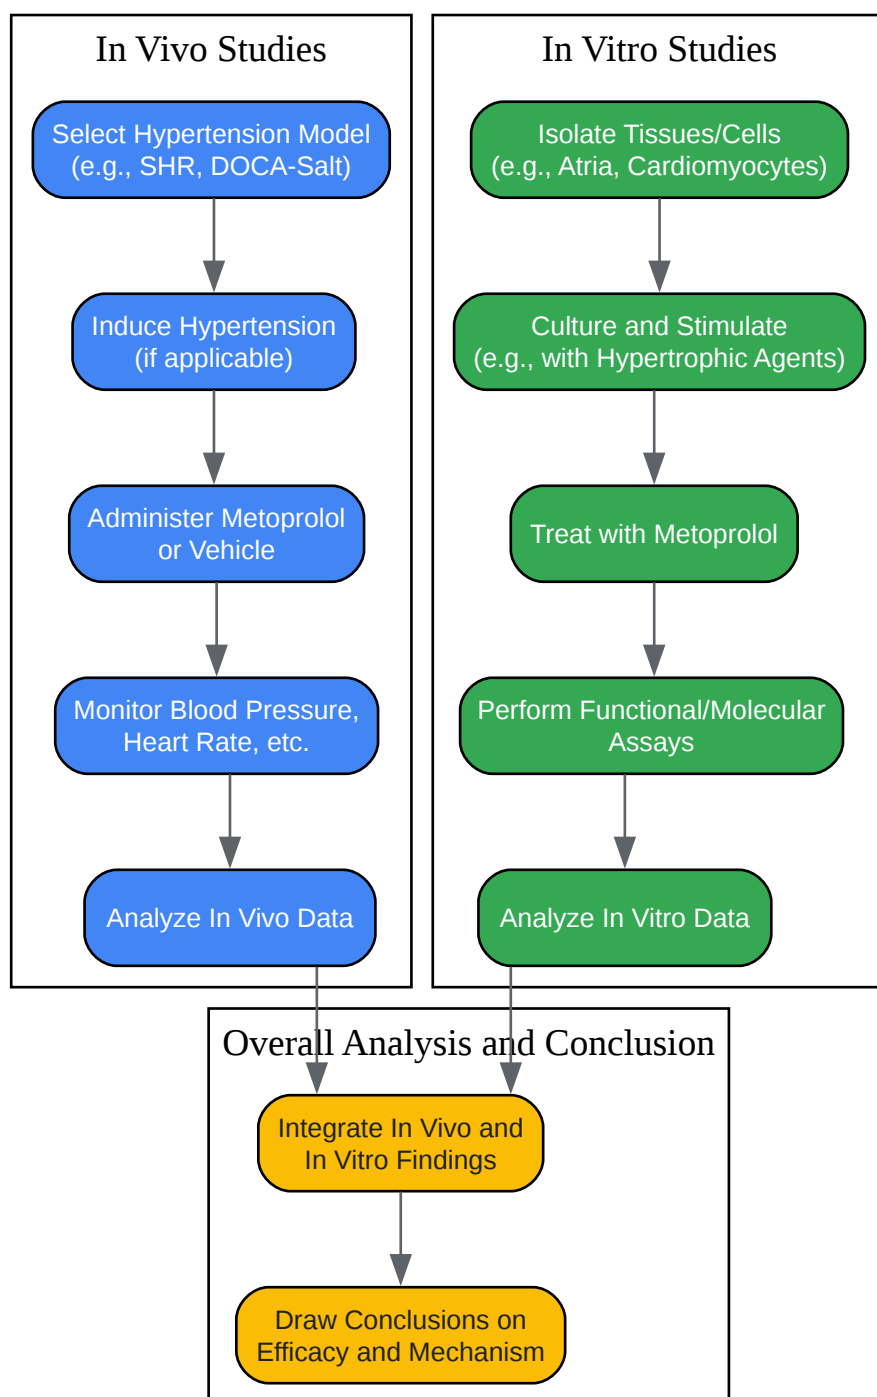 In Vivo Studies
Select Hypertension Model
(e.g., SHR, DOCA-Salt)
Induce Hypertension
(if applicable)
Administer Metoprolol
or Vehicle
Monitor Blood Pressure,
Heart Rate, etc.
Analyze In Vivo Data
In Vitro Studies
Isolate Tissues/Cells
(e.g., Atria, Cardiomyocytes)
Culture and Stimulate
(e.g., with Hypertrophic Agents)
Treat with Metoprolol
Perform Functional/Molecular
Assays
Analyze In Vitro Data
Overall Analysis and Conclusion
Integrate In Vivo and
In Vitro Findings
Draw Conclusions on
Efficacy and Mechanism